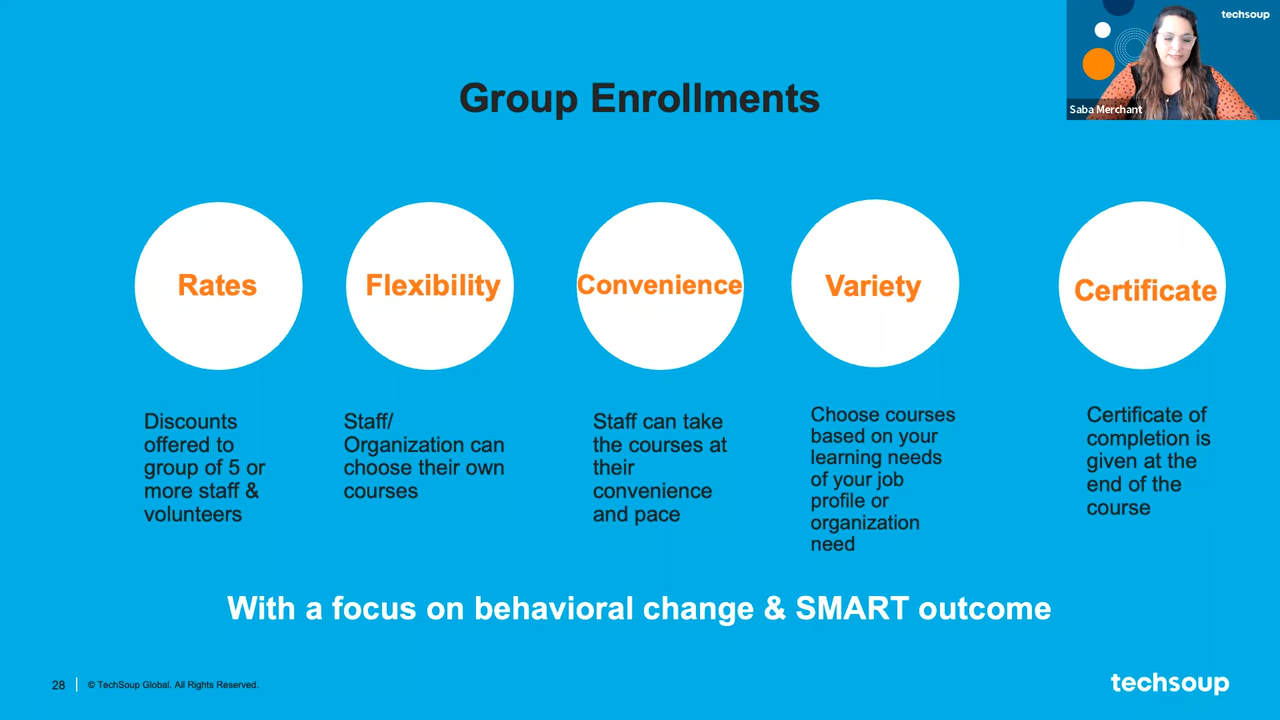 techsoup
Saba Merchant
Group Enrollments
Rates
Flexibility
Convenience
Variety
Certificate
Discounts
offered to
group of 5 or
more staff &
volunteers
Staff/
Organization can
choose their own
courses
Staff can take
the courses at
their
convenience
and pace
Choose courses
based on your
learning needs
of your job
profile or
organization
need
Certificate of
completion is
given at the
end of the
course
With a focus on behavioral change & SMART outcome
28
© TechSoup Global. All Rights Reserved.
techsoup